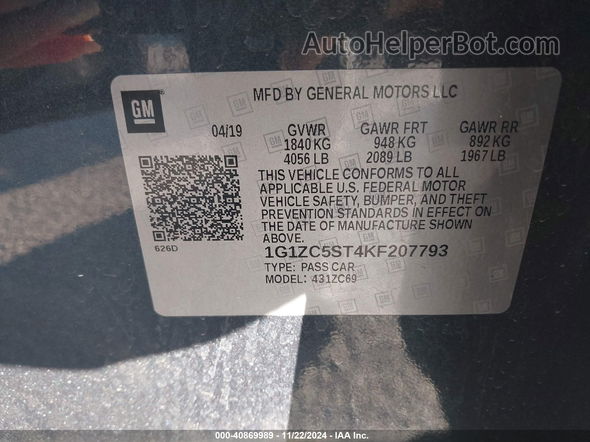 AutoHelperBot.com
GM
MFD BY GENERAL MOTORS LLC
04/19 GVWR GAWR FRT GAWR RR
1840 KG 948 KG 892 KG
4056 LB 2089 LB 1967 LB
THIS VEHICLE CONFORMS TO ALL
APPLICABLE U.S. FEDERAL MOTOR
VEHICLE SAFETY, BUMPER, AND THEFT
PREVENTION STANDARDS IN EFFECT ON
THE DATE OF MANUFACTURE SHOWN
ABOVE.
626D
1G1ZC5ST4KF207793
TYPE: PASS CAR
MODEL: 431ZC69
000-40869989 - 11/22/2024 - IAA Inc.